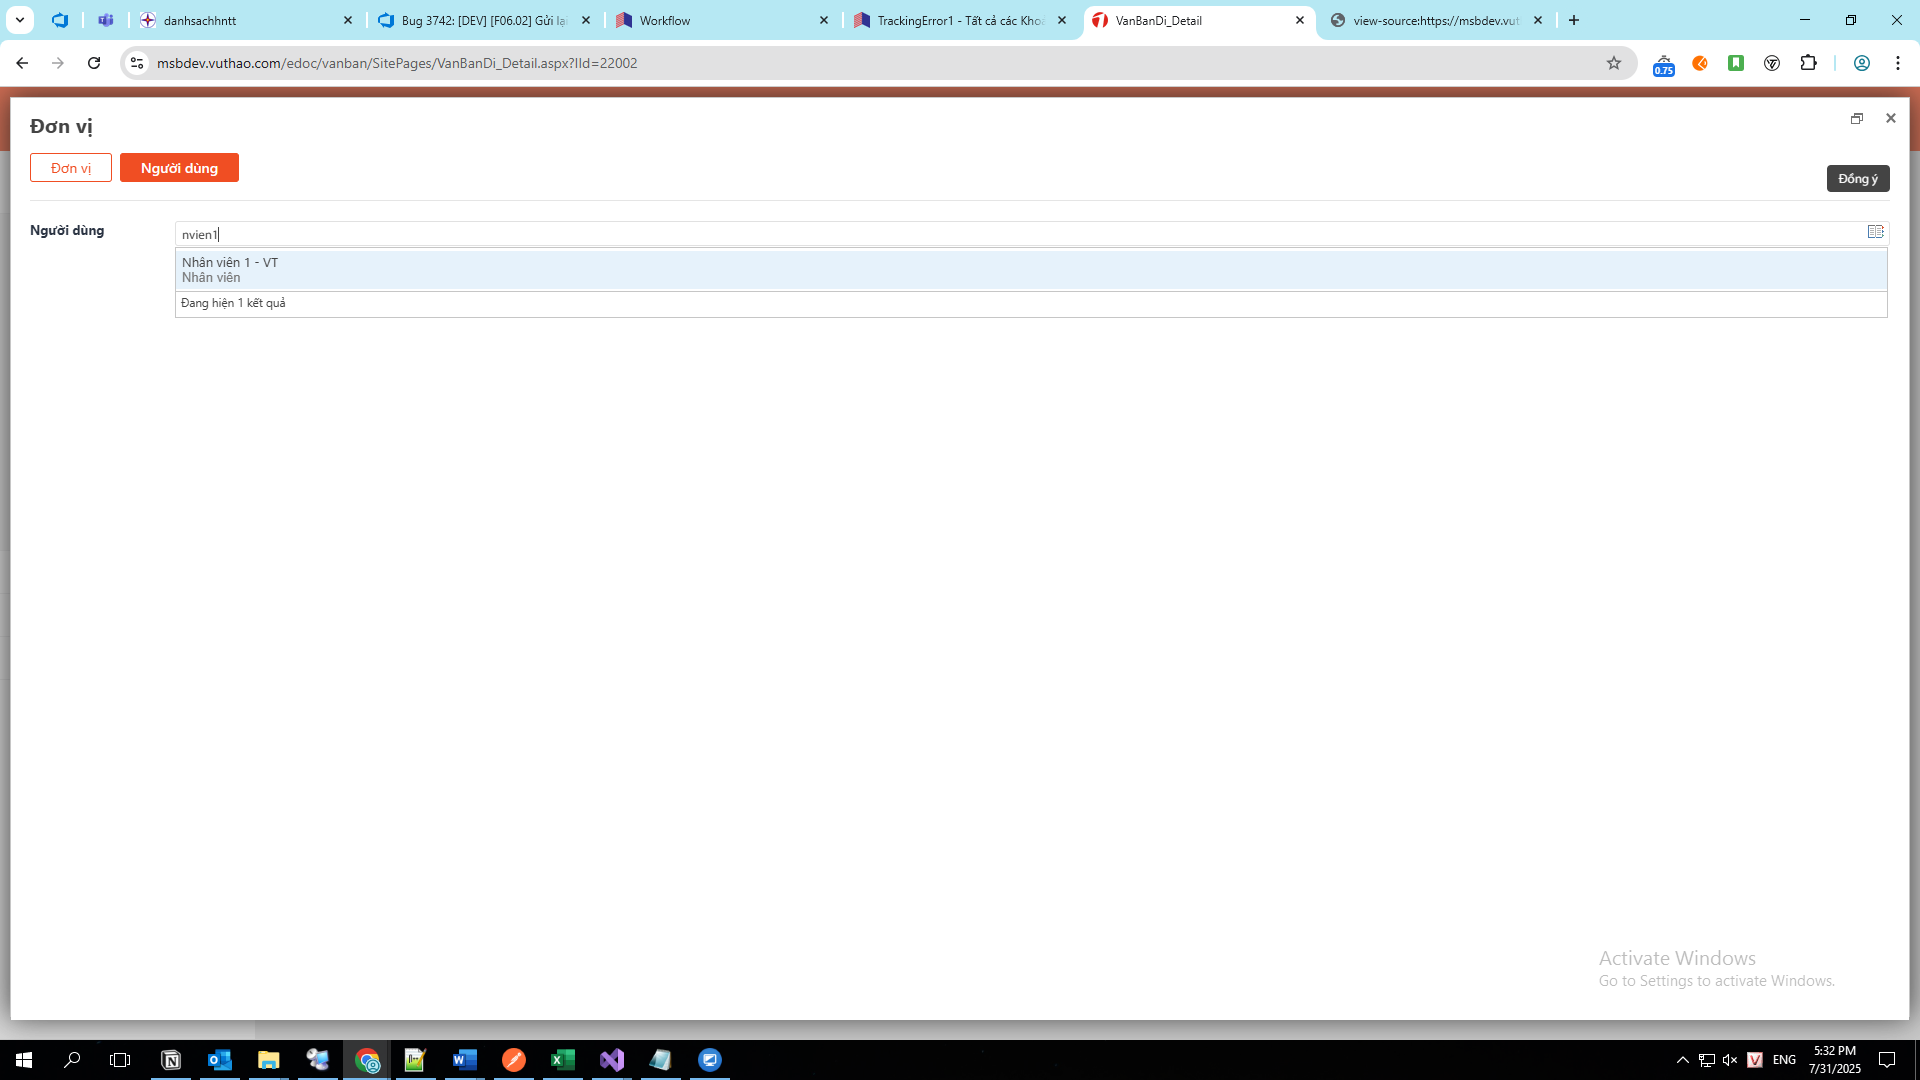 danhsachhntt
Bug 3742: [DEV] [F06.02] Gửi lại
Workflow
TrackingError1 - Tất cả các Khoả
VanBanDi_Detail
view-source:https://msbdev.vut
msbdev.vuthao.com/edoc/vanban/SitePages/VanBanDi_Detail.aspx?IId=22002
0.75
Đơn vị
Đơn vị
Người dùng
Đồng ý
Người dùng
nvien1
Nhân viên 1 - VT
Nhân viên
Đang hiện 1 kết quả
Activate Windows
Go to Settings to activate Windows.
ENG
5:32 PM
7/31/2025